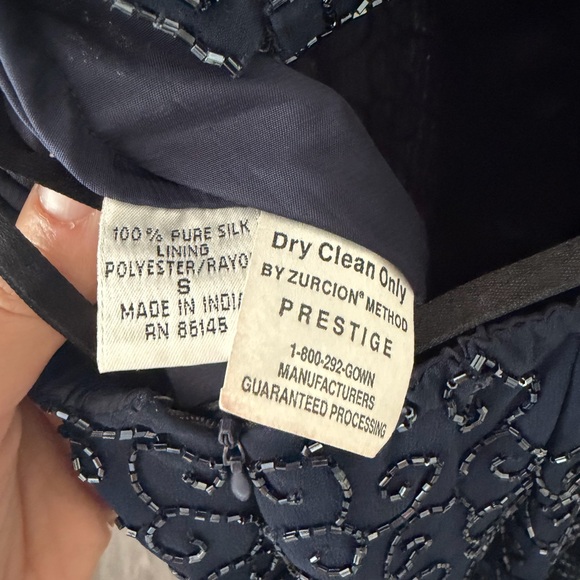 100% PURE SILK
LINING
POLYESTER/RAYO
S
MADE IN INDIA
RN 86145
Dry Clean Only
BY ZURCION® METHOD
PRESTIGE
1-800-292-GOWN
MANUFACTURERS
GUARANTEED PROCESSING